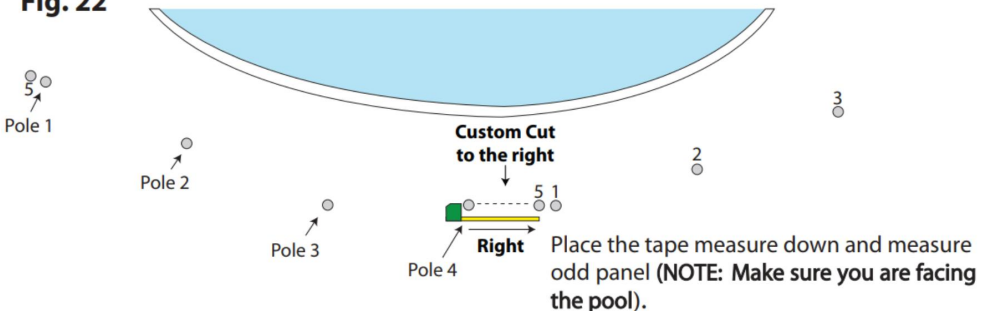 Fig. 22
5
Pole 1
Pole 2
Pole 3
Pole 4
Custom Cut
to the right
5 1
Right
2
3
Place the tape measure down and measure
odd panel (NOTE: Make sure you are facing
the pool).